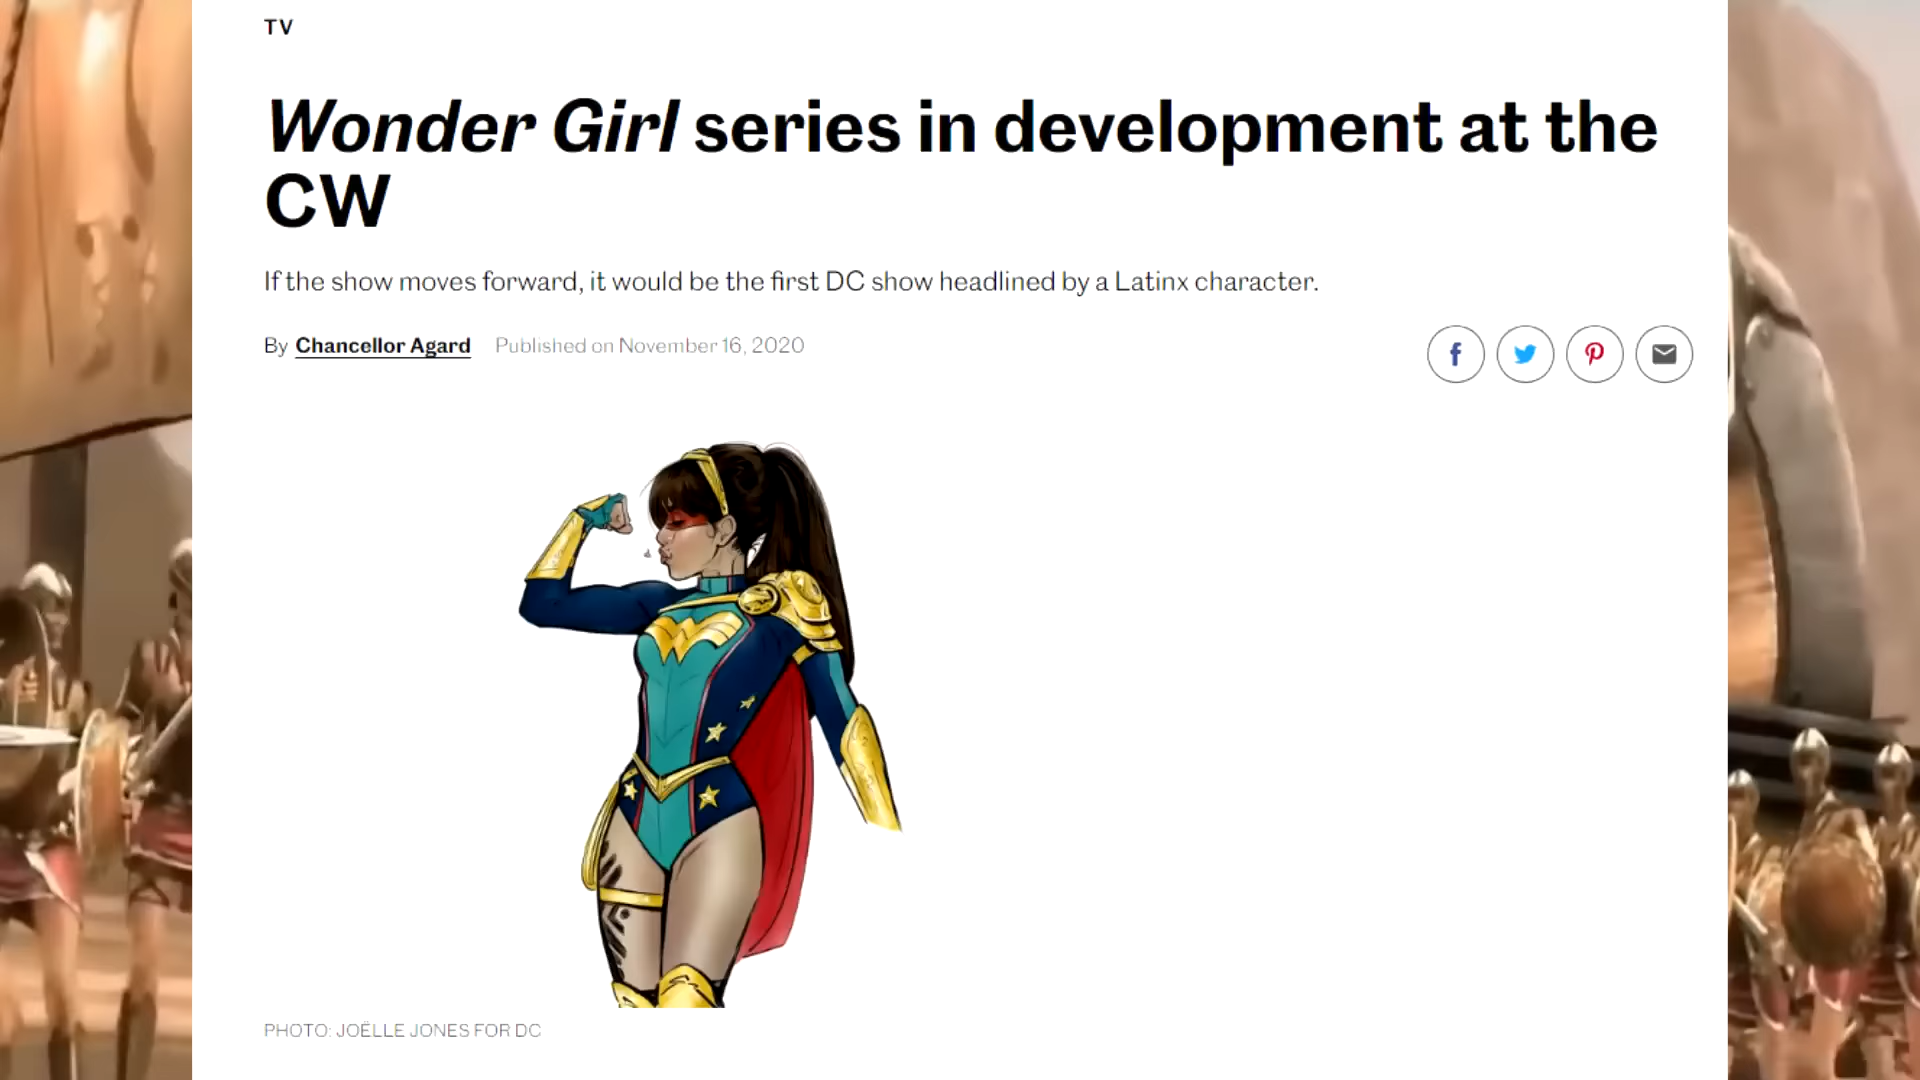 TV
Wonder Girl series in development at the
CW
If the show moves forward, it would be the first DC show headlined by a Latinx character.
By Chancellor Agard Published on November 16, 2020
PHOTO: JOËLLE JONES FOR DC